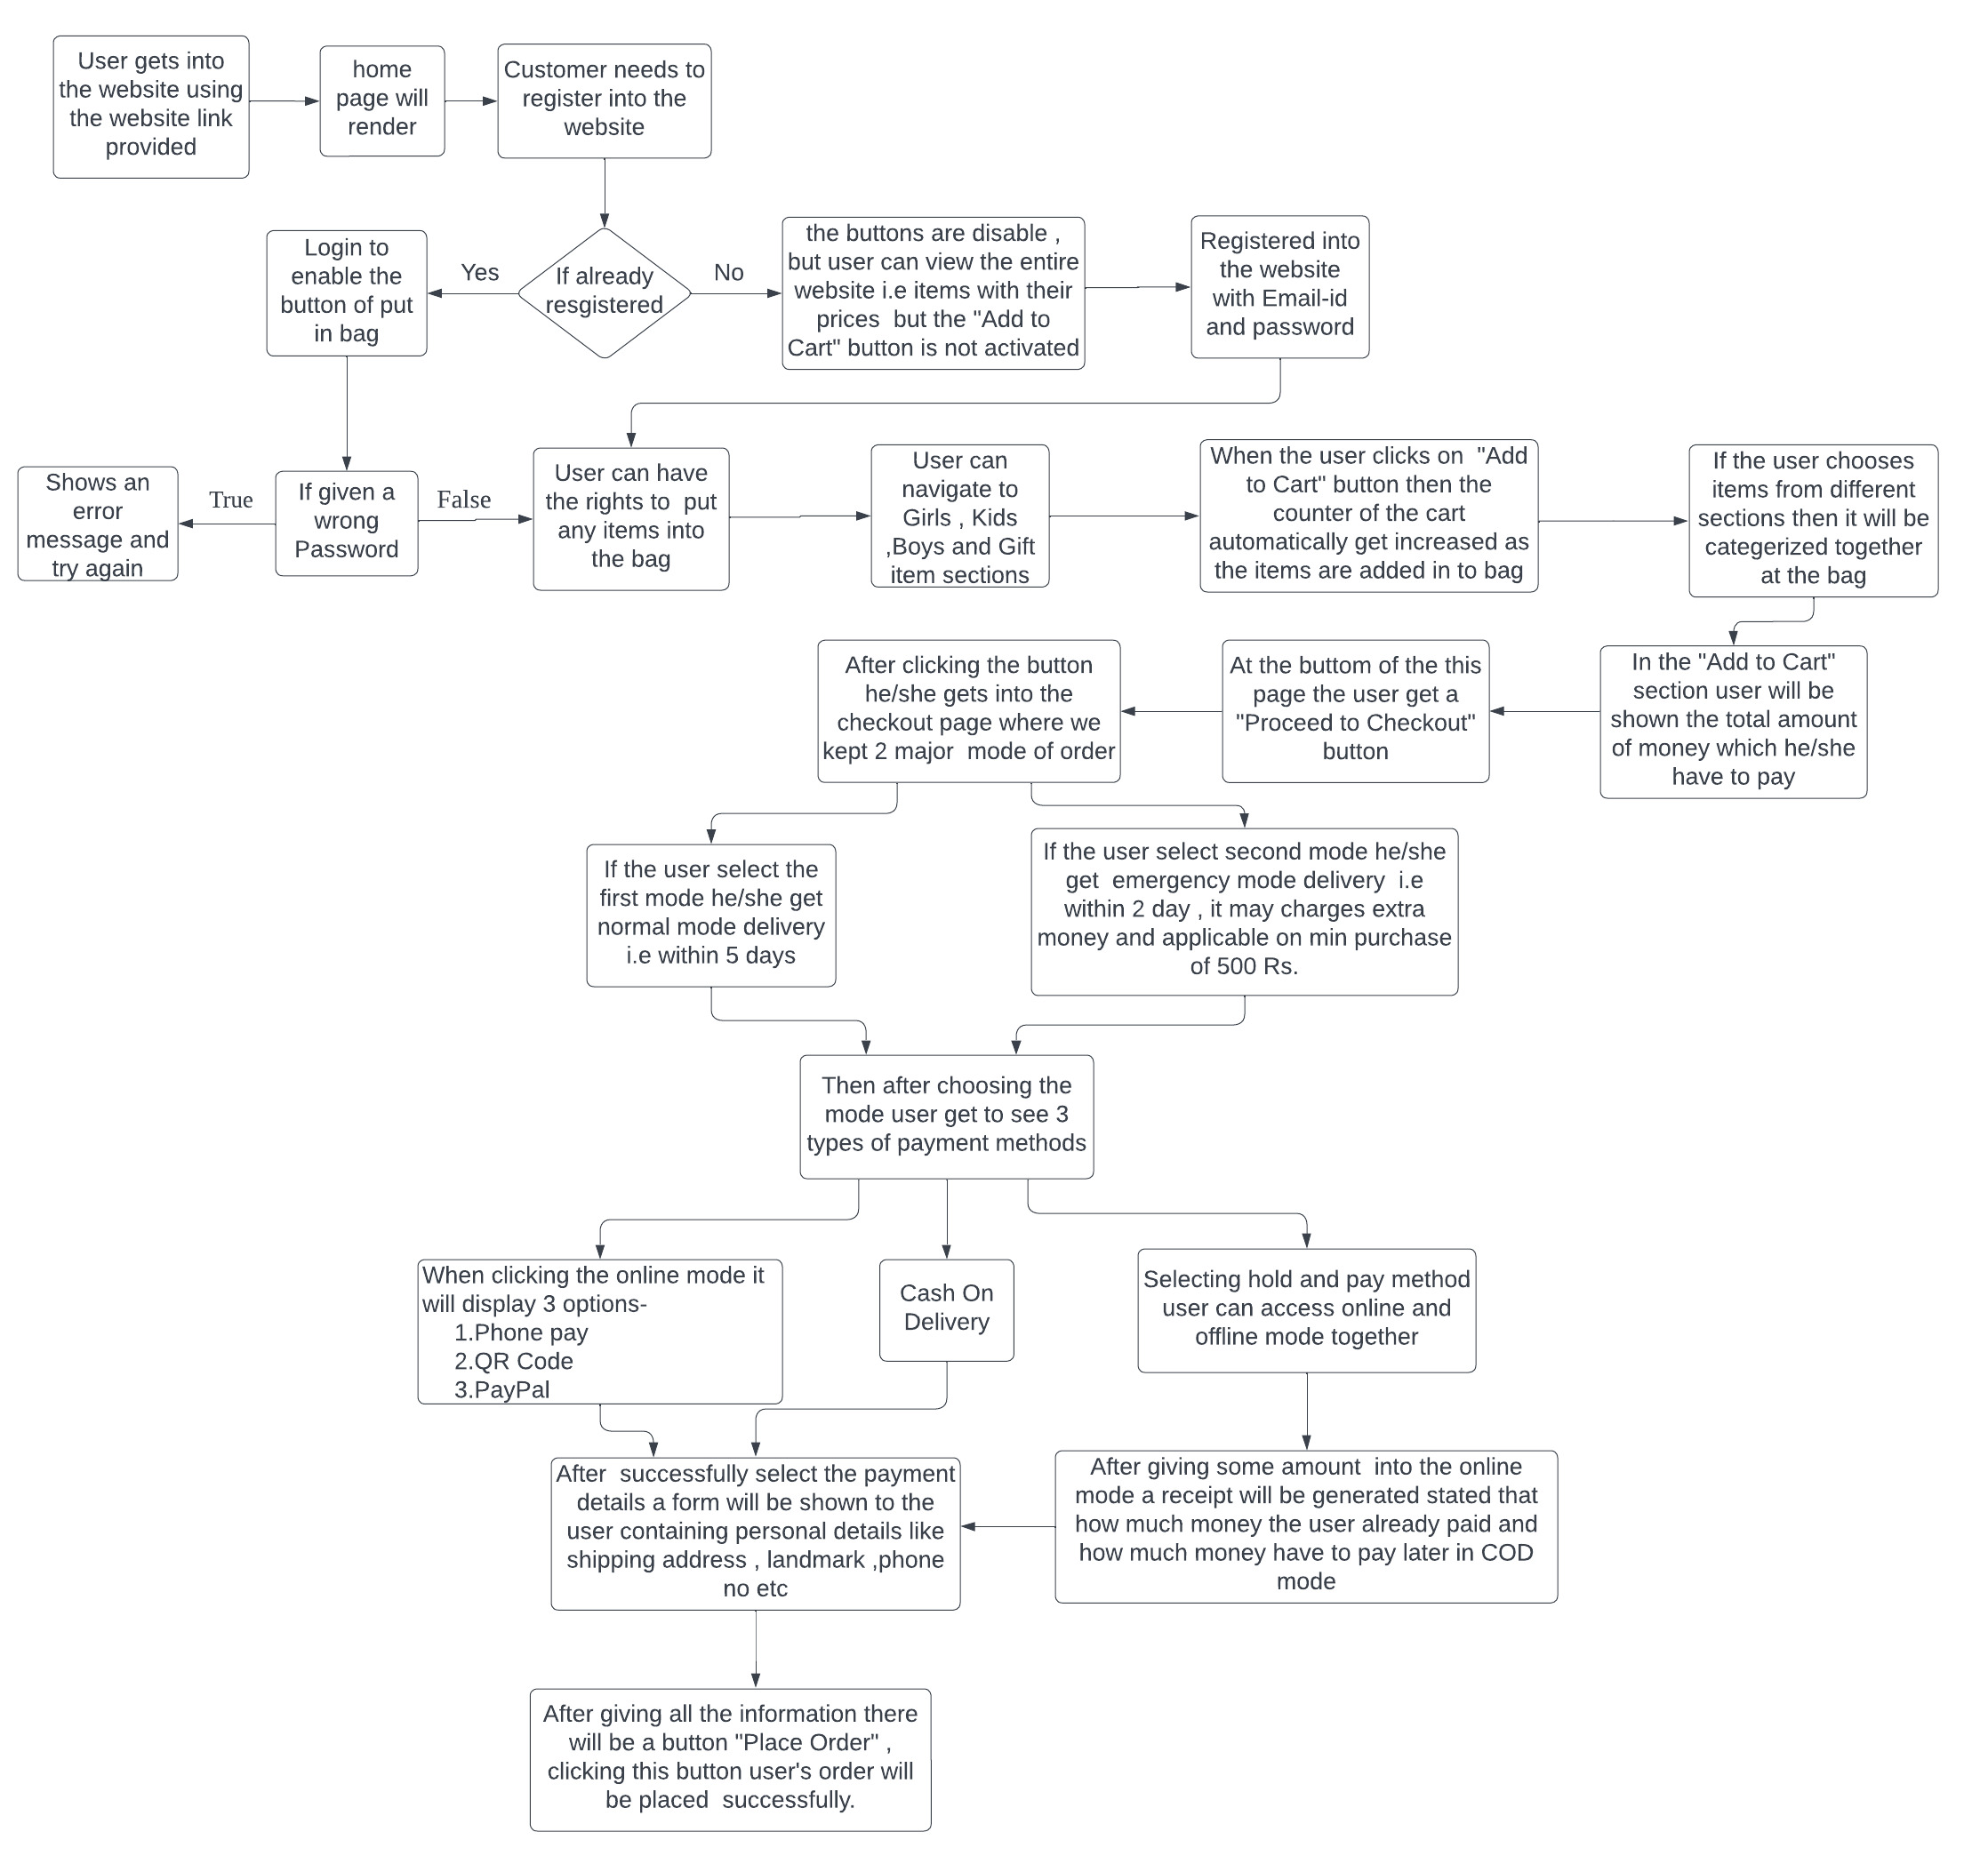 User gets into
the website using
the website link
provided
home
page will
render
Customer needs to
register into the
website
Login to
enable the
button of put
in bag
Yes
If already
resgistered
No
the buttons are disable ,
but user can view the entire
website i.e items with their
prices  but the "Add to
Cart" button is not activated
Registered into
the website
with Email-id
and password
Shows an
error
message and
try again
True
If given a
wrong
Password
False
User can have
the rights to  put
any items into
the bag
User can
navigate to
Girls , Kids
,Boys and Gift
item sections
When the user clicks on  "Add
to Cart" button then the
counter of the cart
automatically get increased as
the items are added in to bag
If the user chooses
items from different
sections then it will be
categerized together
at the bag
In the "Add to Cart"
section user will be
shown the total amount
of money which he/she
have to pay
At the buttom of the this
page the user get a
"Proceed to Checkout"
button
After clicking the button
he/she gets into the
checkout page where we
kept 2 major  mode of order
If the user select the
first mode he/she get
normal mode delivery
i.e within 5 days
If the user select second mode he/she
get  emergency mode delivery  i.e
within 2 day , it may charges extra
money and applicable on min purchase
of 500 Rs.
Then after choosing the
mode user get to see 3
types of payment methods
When clicking the online mode it
will display 3 options-
1.Phone pay
2.QR Code
3.PayPal
Cash On
Delivery
Selecting hold and pay method
user can access online and
offline mode together
After  successfully select the payment
details a form will be shown to the
user containing personal details like
shipping address , landmark ,phone
no etc
After giving some amount  into the online
mode a receipt will be generated stated that
how much money the user already paid and
how much money have to pay later in COD
mode
After giving all the information there
will be a button "Place Order" ,
clicking this button user's order will
be placed  successfully.